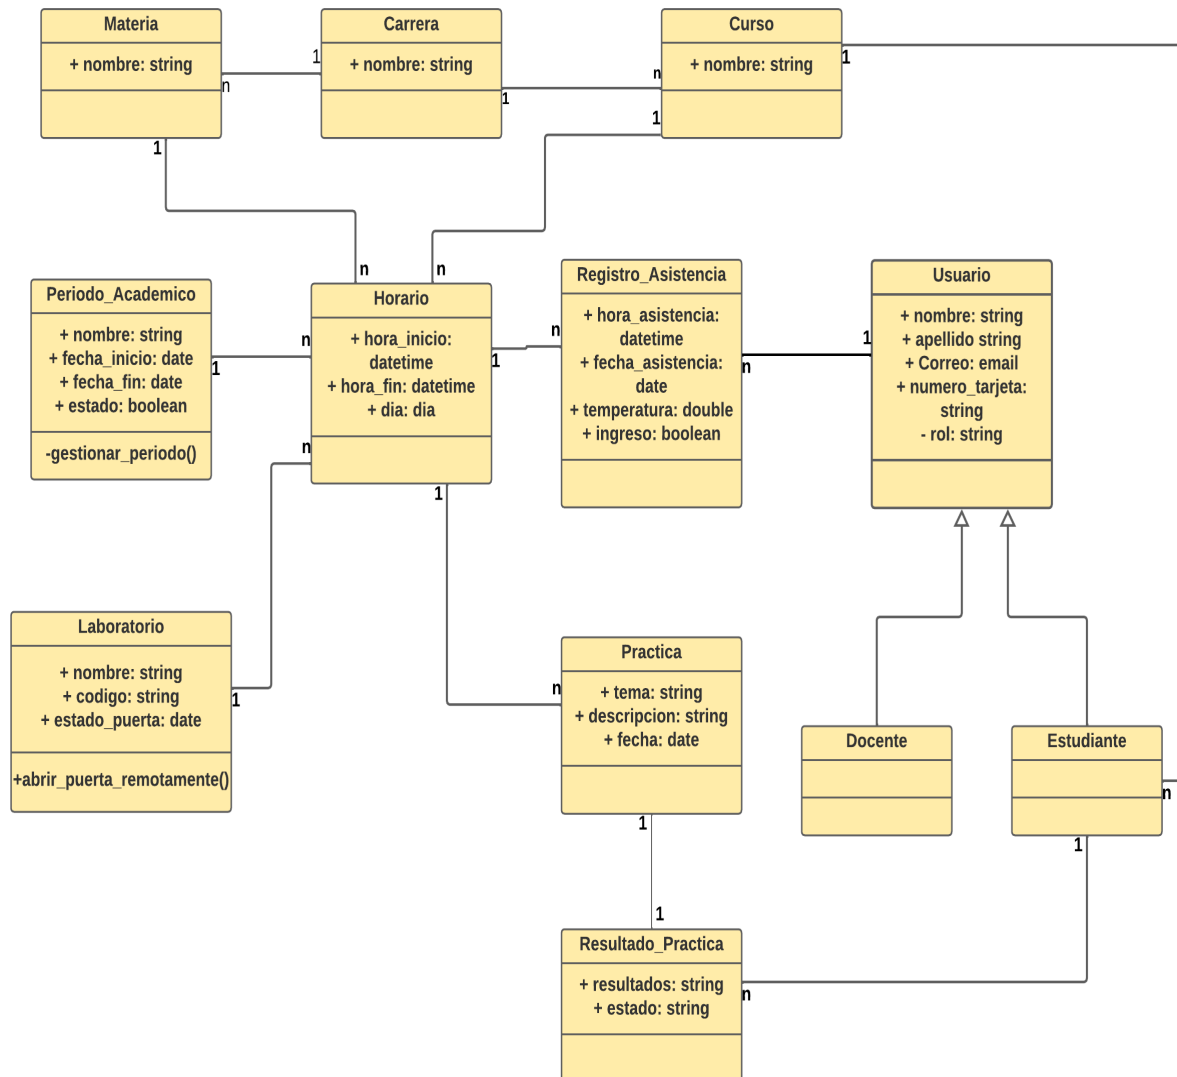 Materia
+ nombre: string
n
1
Carrera
+ nombre: string
1
1
n
Curso
+ nombre: string
1
1
n
n
Periodo_Academico
+ nombre: string
+ fecha_inicio: date
+ fecha_fin: date
+ estado: boolean
-gestionar_periodo()
1
n
n
Horario
+ hora_inicio:
datetime
+ hora_fin: datetime
+ dia: dia
1
1
n
Registro_Asistencia
+ hora_asistencia:
datetime
+ fecha_asistencia:
date
+ temperatura: double
+ ingreso: boolean
n
1
Usuario
+ nombre: string
+ apellido string
+ Correo: email
+ numero_tarjeta:
string
- rol: string
Laboratorio
+ nombre: string
+ codigo: string
+ estado_puerta: date
+abrir_puerta_remotamente()
1
n
Practica
+ tema: string
+ descripcion: string
+ fecha: date
1
Docente
Estudiante
n
1
1
Resultado_Practica
+ resultados: string
+ estado: string
n